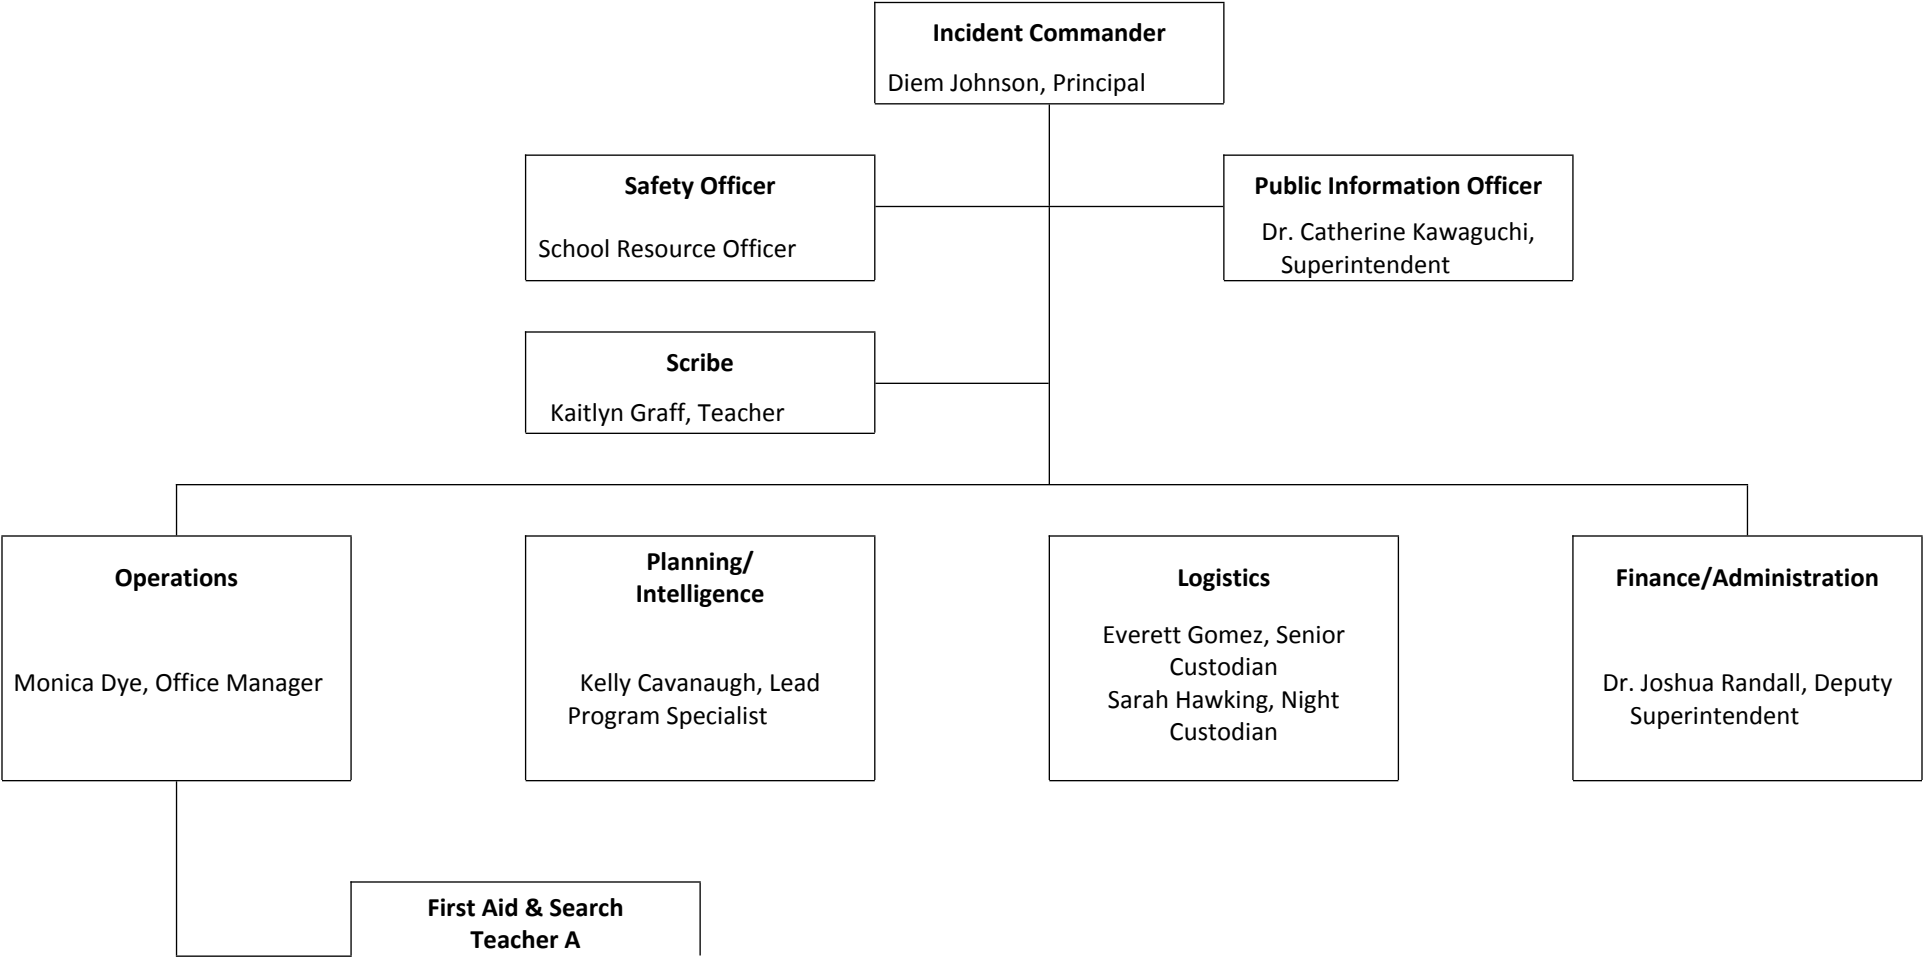 Incident Commander
Diem Johnson, Principal
Safety Officer
School Resource Officer
Public Information Officer
Dr. Catherine Kawaguchi,
Superintendent
Scribe
Kaitlyn Graff, Teacher
Operations
Monica Dye, Office Manager
Planning/
Intelligence
Kelly Cavanaugh, Lead
Program Specialist
Logistics
Everett Gomez, Senior
Custodian
Sarah Hawking, Night
Custodian
Finance/Administration
Dr. Joshua Randall, Deputy
Superintendent
First Aid & Search
Teacher A